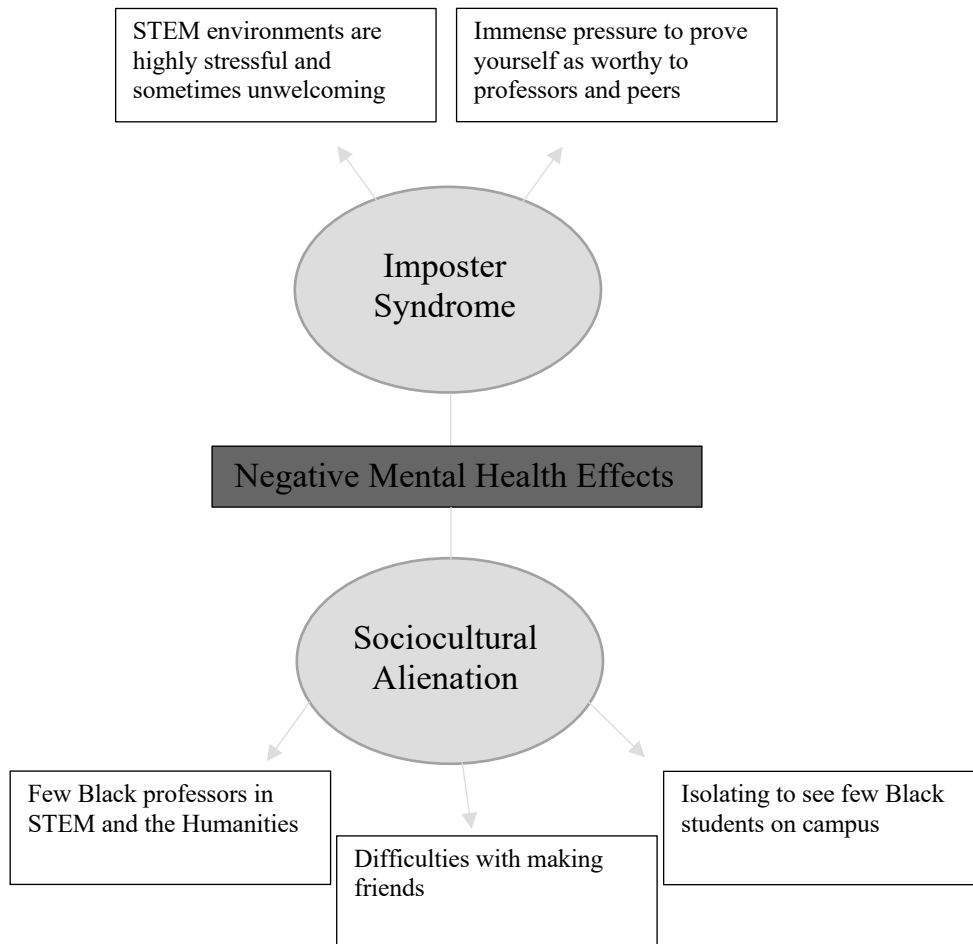 STEM environments are
highly stressful and
sometimes unwelcoming
Immense pressure to prove
yourself as worthy to
professors and peers
Imposter
Syndrome
Negative Mental Health Effects
Sociocultural
Alienation
Few Black professors in
STEM and the Humanities
Difficulties with making
friends
Isolating to see few Black
students on campus